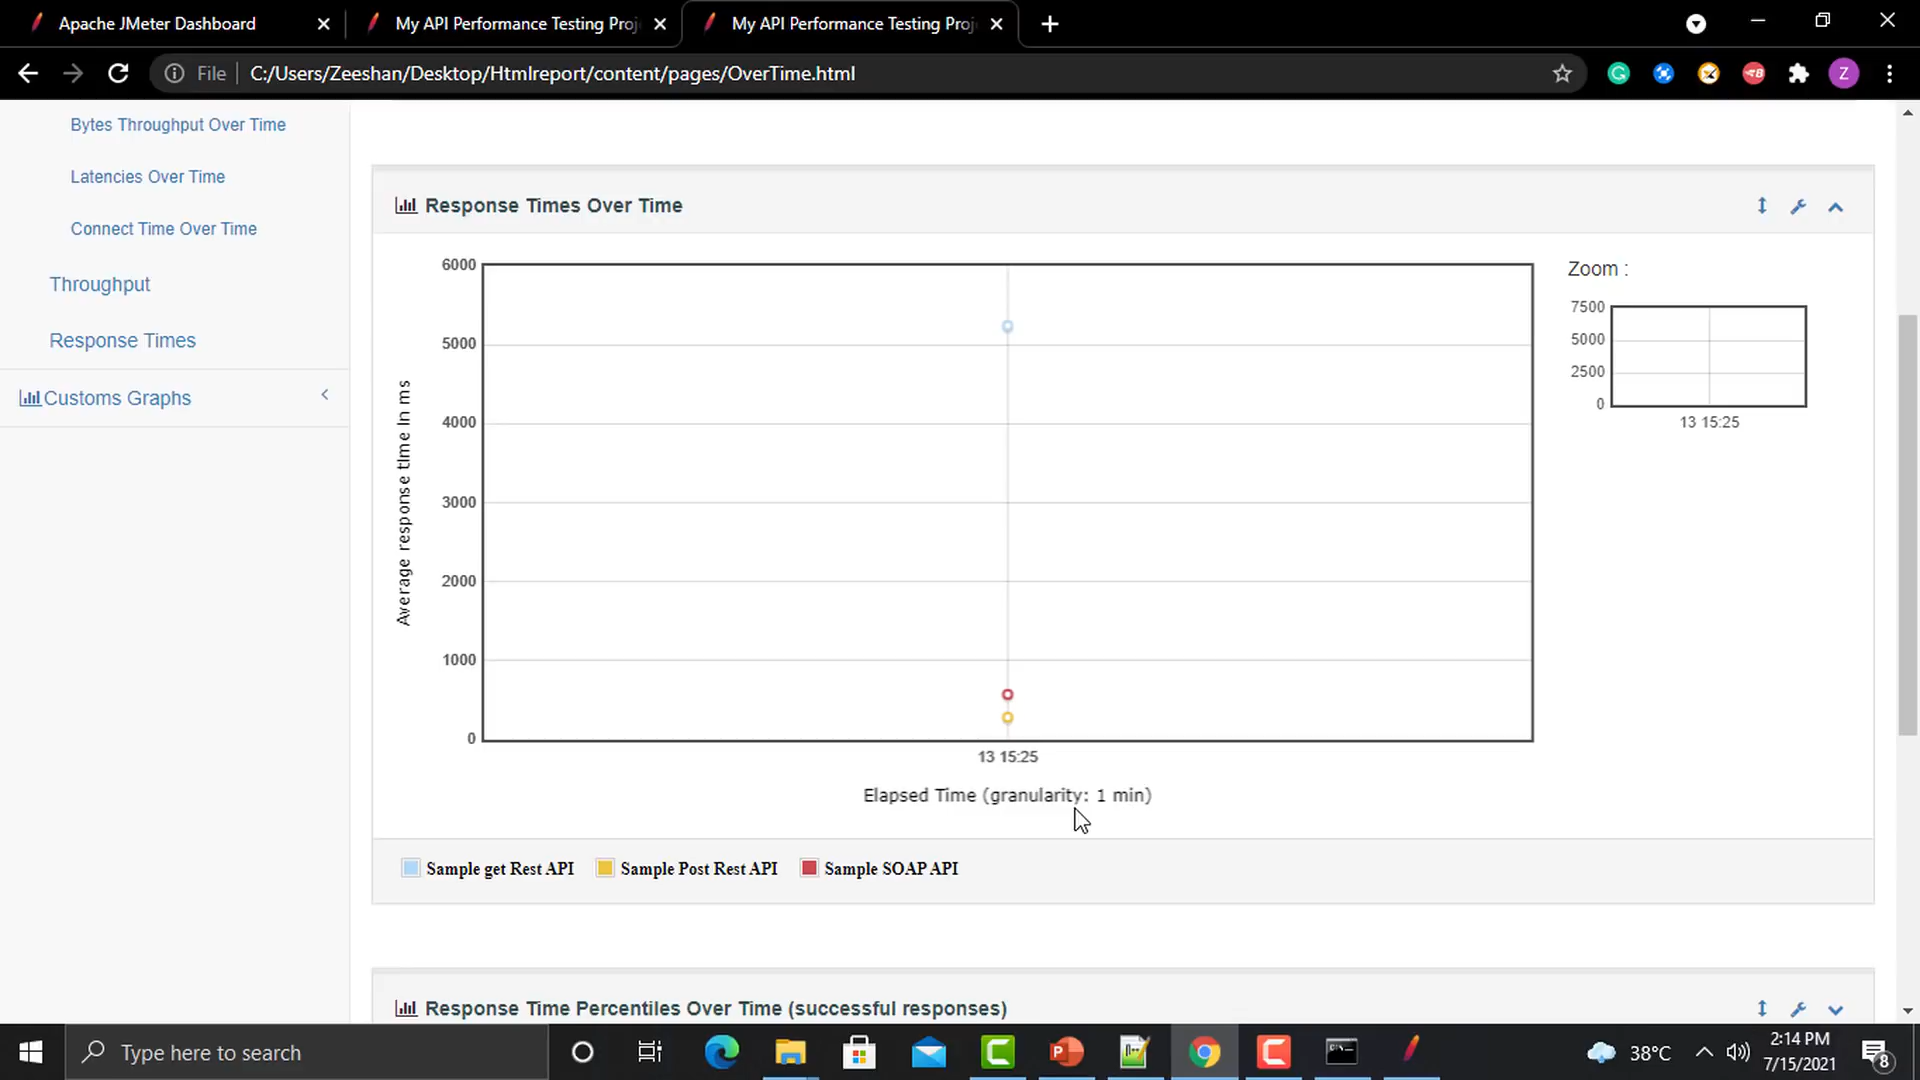 Apache JMeter Dashboard
My API Performance Testing Proj
My API Performance Testing Proj
File
C:/Users/Zeeshan/Desktop/Htmlreport/content/pages/OverTime.html
Z
Bytes Throughput Over Time
Latencies Over Time
Connect Time Over Time
Throughput
Response Times
Customs Graphs
Response Times Over Time
6000
5000
4000
3000
2000
1000
0
Average response time in ms
13 15:25
Elapsed Time (granularity: 1 min)
Zoom :
7500
5000
2500
0
13 15:25
Sample get Rest API
Sample Post Rest API
Sample SOAP API
Response Time Percentiles Over Time (successful responses)
Type here to search
38°C
2:14 PM
7/15/2021
8